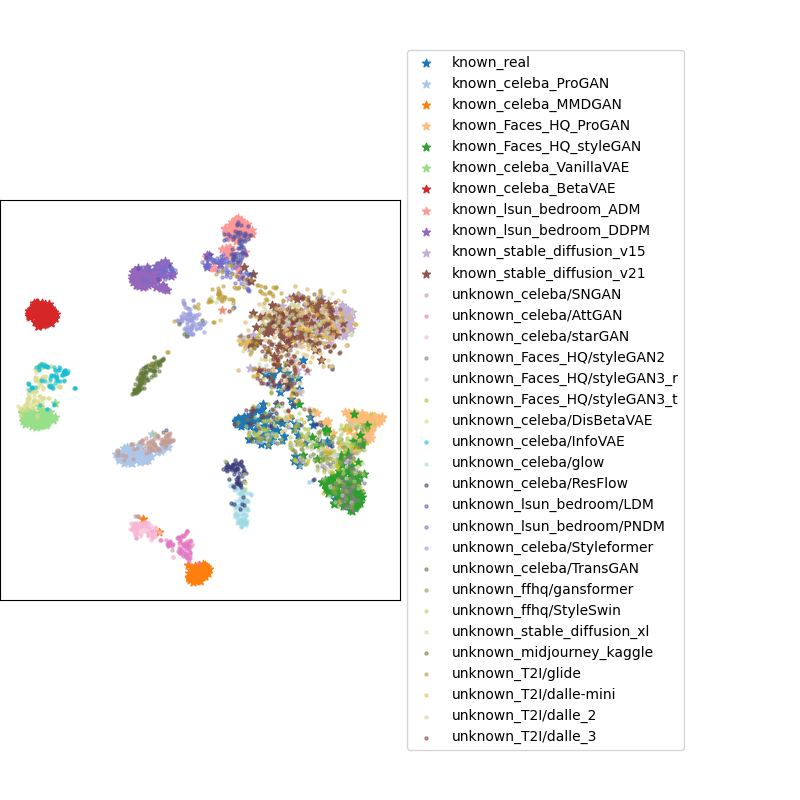 known_real
known_celeba_ProGAN
known_celeba_MMDGAN
known_Faces_HQ_ProGAN
known_Faces_HQ_styleGAN
known_celeba_VanillaVAE
known_celeba_BetaVAE
known_lsun_bedroom_ADM
known_lsun_bedroom_DDPM
known_stable_diffusion_v15
known_stable_diffusion_v21
unknown_celeba/SNGAN
unknown_celeba/AttGAN
unknown_celeba/starGAN
unknown_Faces_HQ/styleGAN2
unknown_Faces_HQ/styleGAN3_r
unknown_Faces_HQ/styleGAN3_t
unknown_celeba/DisBetaVAE
unknown_celeba/InfoVAE
unknown_celeba/glow
unknown_celeba/ResFlow
unknown_lsun_bedroom/LDM
unknown_lsun_bedroom/PNDM
unknown_celeba/Styleformer
unknown_celeba/TransGAN
unknown_ffhq/gansformer
unknown_ffhq/StyleSwin
unknown_stable_diffusion_xl
unknown_midjourney_kaggle
unknown_T2I/glide
unknown_T2I/dalle-mini
unknown_T2I/dalle_2
unknown_T2I/dalle_3